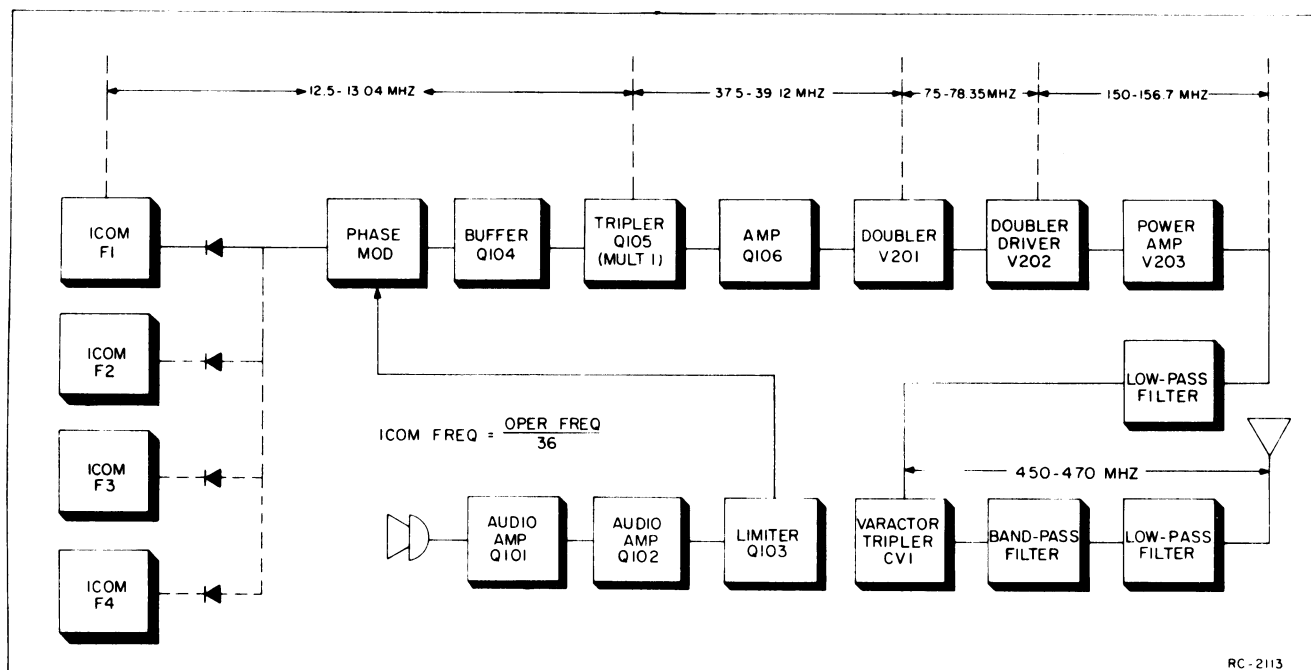 12.5-13.04 MHZ
37.5-39.12 MHZ
75-78.35MHZ
150-156.7 MHZ
ICOM
F1
PHASE
MOD
BUFFER
Q104
TRIPLER
Q105
(MULT 1)
AMP
Q106
DOUBLER
V201
DOUBLER
DRIVER
V202
POWER
AMP
V203
ICOM
F2
LOW-PASS
FILTER
ICOM
F3
ICOM FREQ = OPER FREQ
36
450-470 MHZ
AUDIO
AMP
Q101
AUDIO
AMP
Q102
LIMITER
Q103
VARACTOR
TRIPLER
CV1
BAND-PASS
FILTER
LOW-PASS
FILTER
ICOM
F4
RC-2113